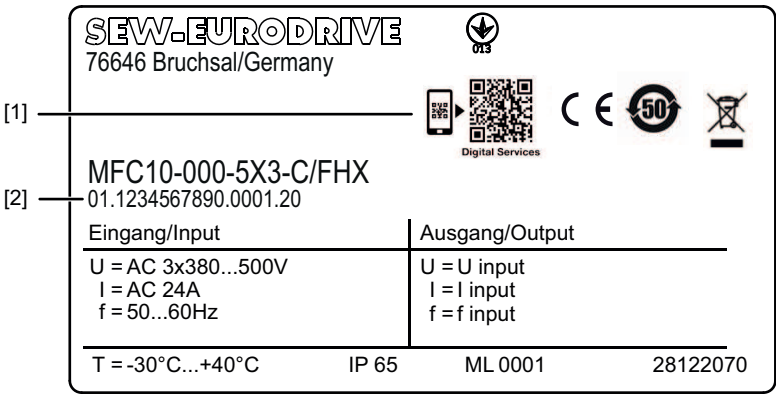 SEW-EURODRIVE
76646 Bruchsal/Germany
013
[1]
CE
50
Digital Services
MFC10-000-5X3-C/FHX
[2]
01.1234567890.0001.20
Eingang/Input
Ausgang/Output
U = AC 3x380...500V
U = U input
I = AC 24A
I = I input
f = 50...60Hz
f = f input
T = -30°C...+40°C
IP 65
ML 0001
28122070